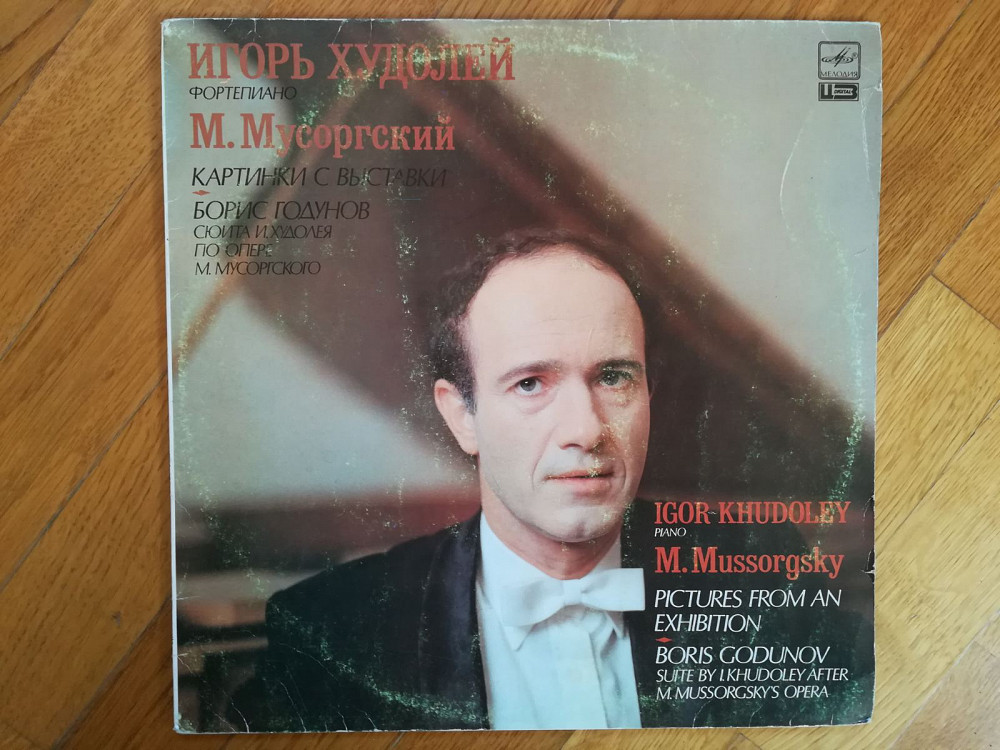 ИГОРЬ ХУДОЛЕЙ
ФОРТЕПИАНО
М. Мусоргский
КАРТИНКИ С ВЫСТАВКИ
БОРИС ГОДУНОВ
СЮИТА И. ХУДОЛЕЯ
ПО ОПЕРЕ
М. МУСОРГСКОГО
МЕЛОДИЯ
DIGITAL
IGOR KHUDOLEY
PIANO
M. Mussorgsky
PICTURES FROM AN
EXHIBITION
BORIS GODUNOV
SUITE BY I. KHUDOLEY AFTER
M. MUSSORGSKY'S OPERA